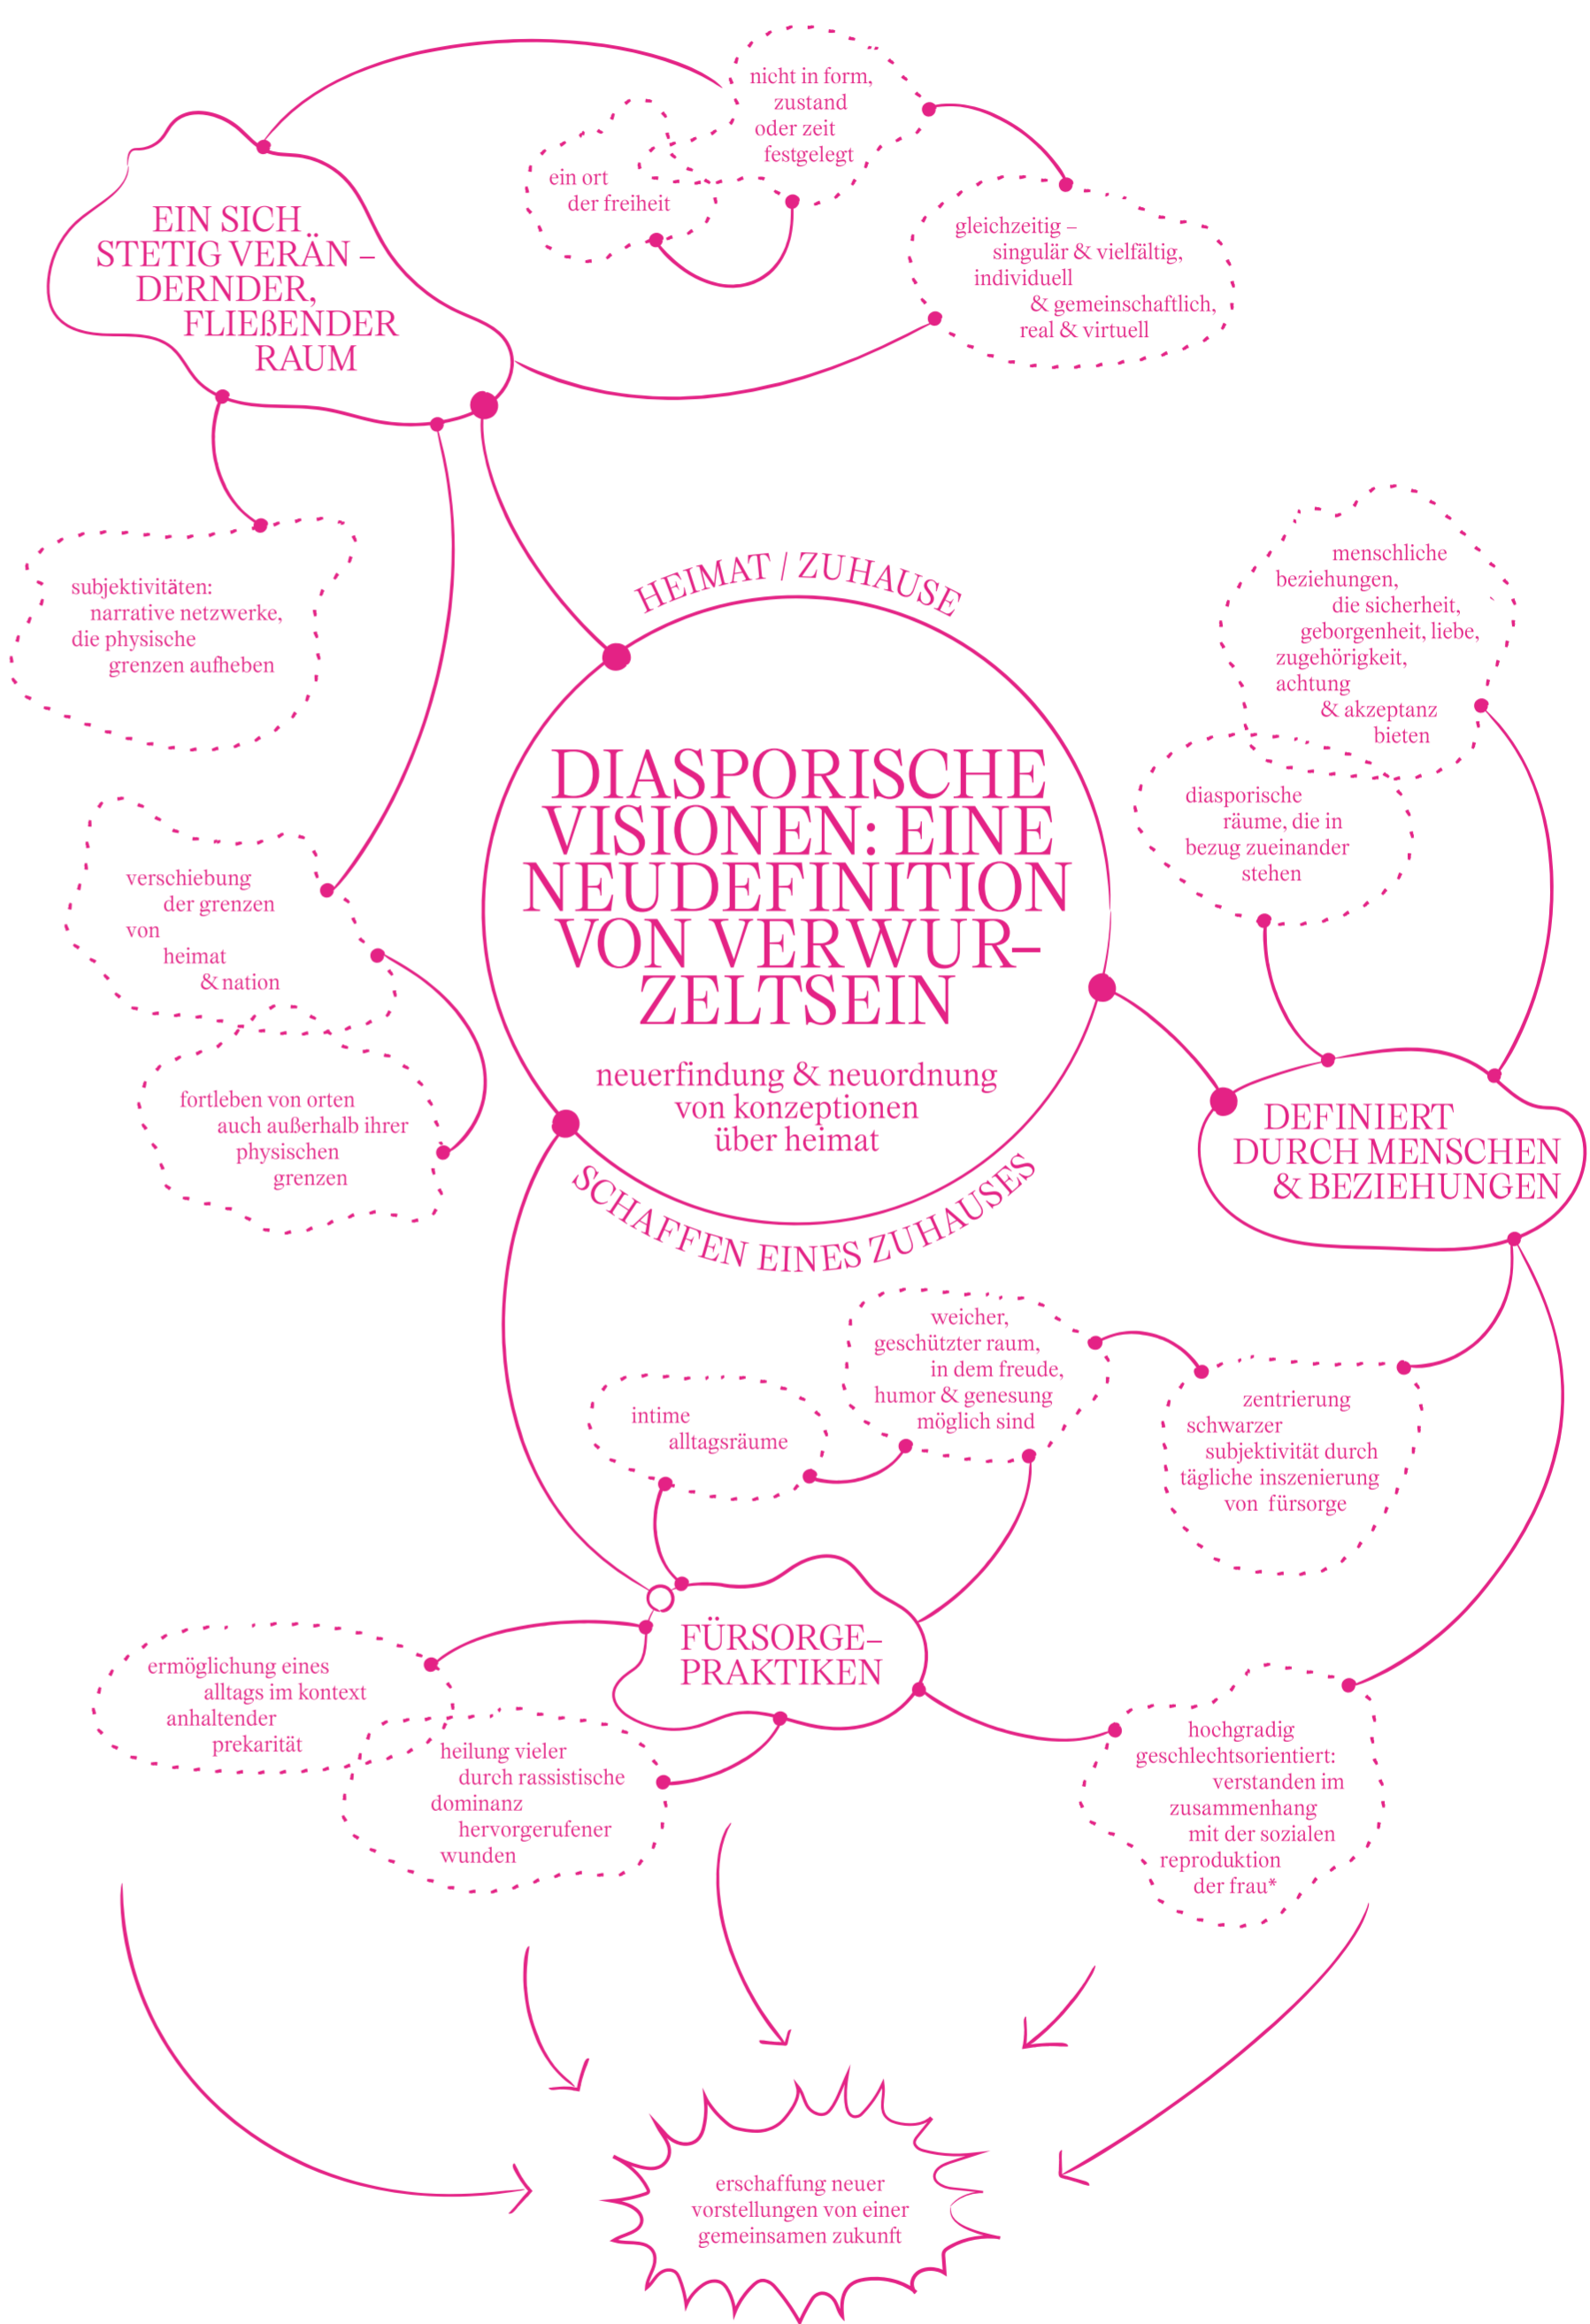 nicht in form,
zustand
oder zeit
festgelegt
ein ort
der freiheit
EIN SICH
STETIG VERÄN –
DERNDER,
FLIEẞENDER
RAUM
gleichzeitig –
singulär & vielfältig,
individuell
& gemeinschaftlich,
real & virtuell
subjektivitäten:
narrative netzwerke,
die physische
grenzen aufheben
HEIMAT / ZUHAUSE
menschliche
beziehungen,
die sicherheit,
geborgenheit, liebe,
zugehörigkeit,
achtung
& akzeptanz
bieten
DIASPORISCHE
VISIONEN: EINE
NEUDEFINITION
VON VERWUR–
ZELTSEIN
neuerfindung & neuordnung
von konzeptionen
über heimat
SCHAFFEN EINES ZUHAUSES
diasporische
räume, die in
bezug zueinander
stehen
verschiebung
der grenzen
von
heimat
& nation
fortleben von orten
auch außerhalb ihrer
physischen
grenzen
DEFINIERT
DURCH MENSCHEN
& BEZIEHUNGEN
weicher,
geschützter raum,
in dem freude,
humor & genesung
möglich sind
intime
alltagsräume
zentrierung
schwarzer
subjektivität durch
tägliche inszenierung
von fürsorge
FÜRSORGE–
PRAKTIKEN
ermöglichung eines
alltags im kontext
anhaltender
prekarität
heilung vieler
durch rassistische
dominanz
hervorgerufener
wunden
hochgradig
geschlechtsorientiert:
verstanden im
zusammenhang
mit der sozialen
reproduktion
der frau*
erschaffung neuer
vorstellungen von einer
gemeinsamen zukunft